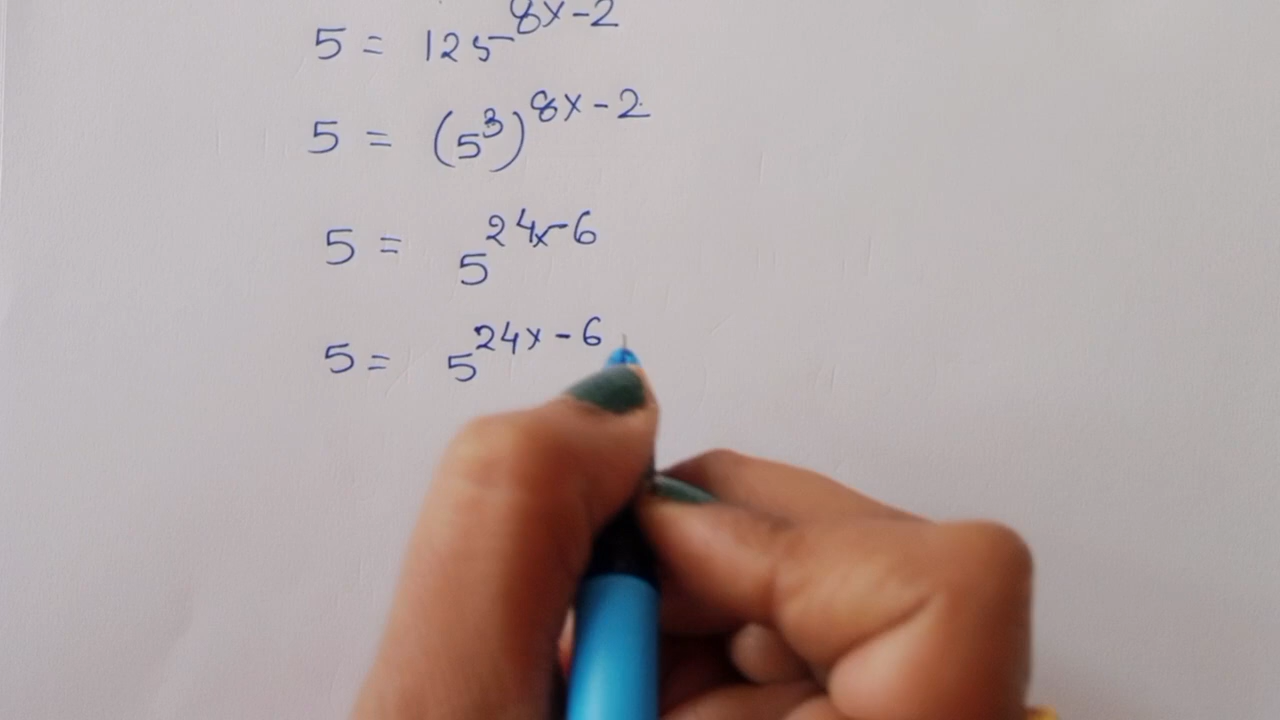 5 = 125^{8x-2}
5 = (5^3)^{8x-2}
5 = 5^{24x-6}
5 = 5^{24x-6}